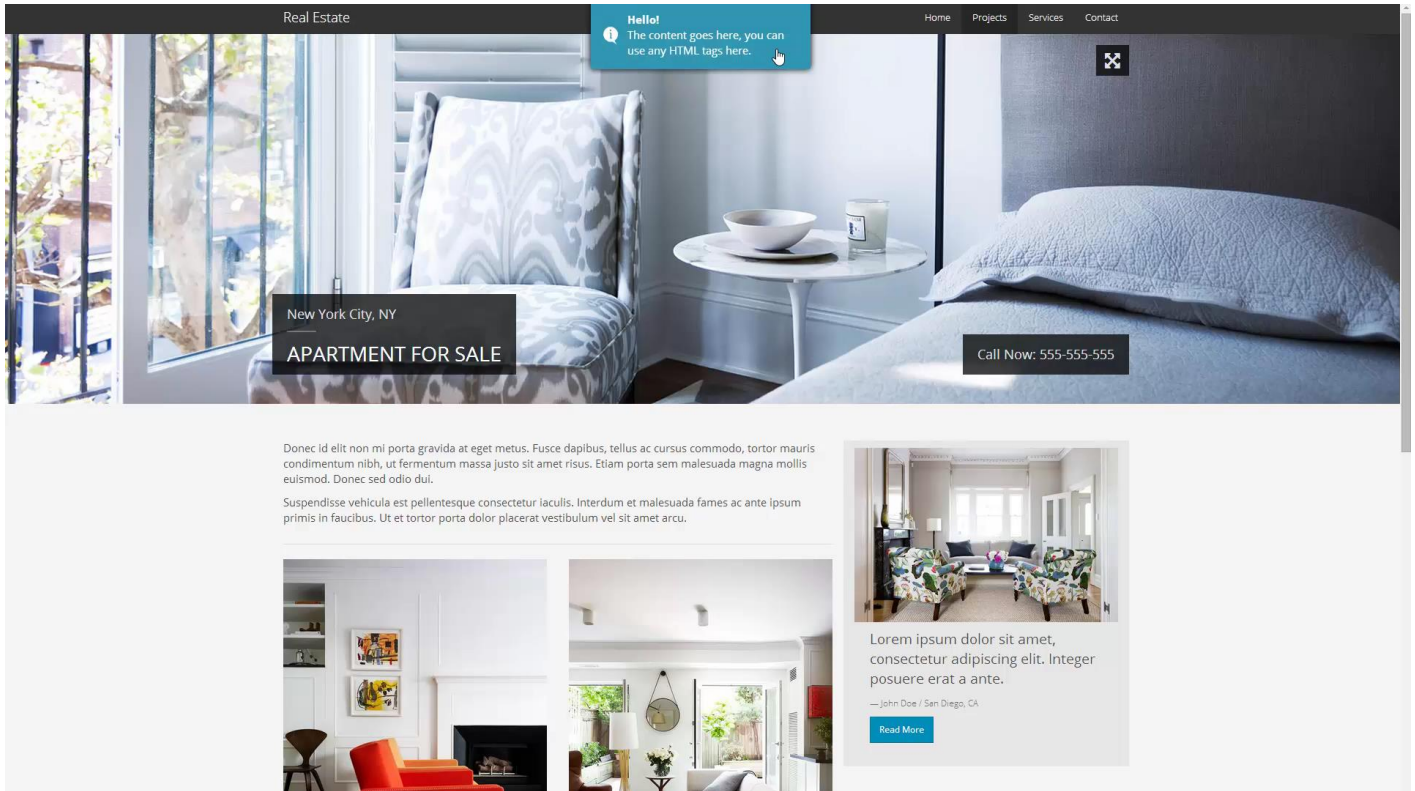 Real Estate
Hello!
The content goes here, you can
use any HTML tags here.
Home Projects Services Contact
New York City, NY
APARTMENT FOR SALE
Call Now: 555-555-555
Donec id elit non mi porta gravida at eget metus. Fusce dapibus, tellus ac cursus commodo, tortor mauris
condimentum nibh, ut fermentum massa justo sit amet risus. Etiam porta sem malesuada magna mollis
euismod. Donec sed odio dui.
Suspendisse vehicula est pellentesque consectetur iaculis. Interdum et malesuada fames ac ante ipsum
primis in faucibus. Ut et tortor porta dolor placerat vestibulum vel sit amet arcu.
Lorem ipsum dolor sit amet,
consectetur adipiscing elit. Integer
posuere erat a ante.
— John Doe / San Diego, CA
Read More